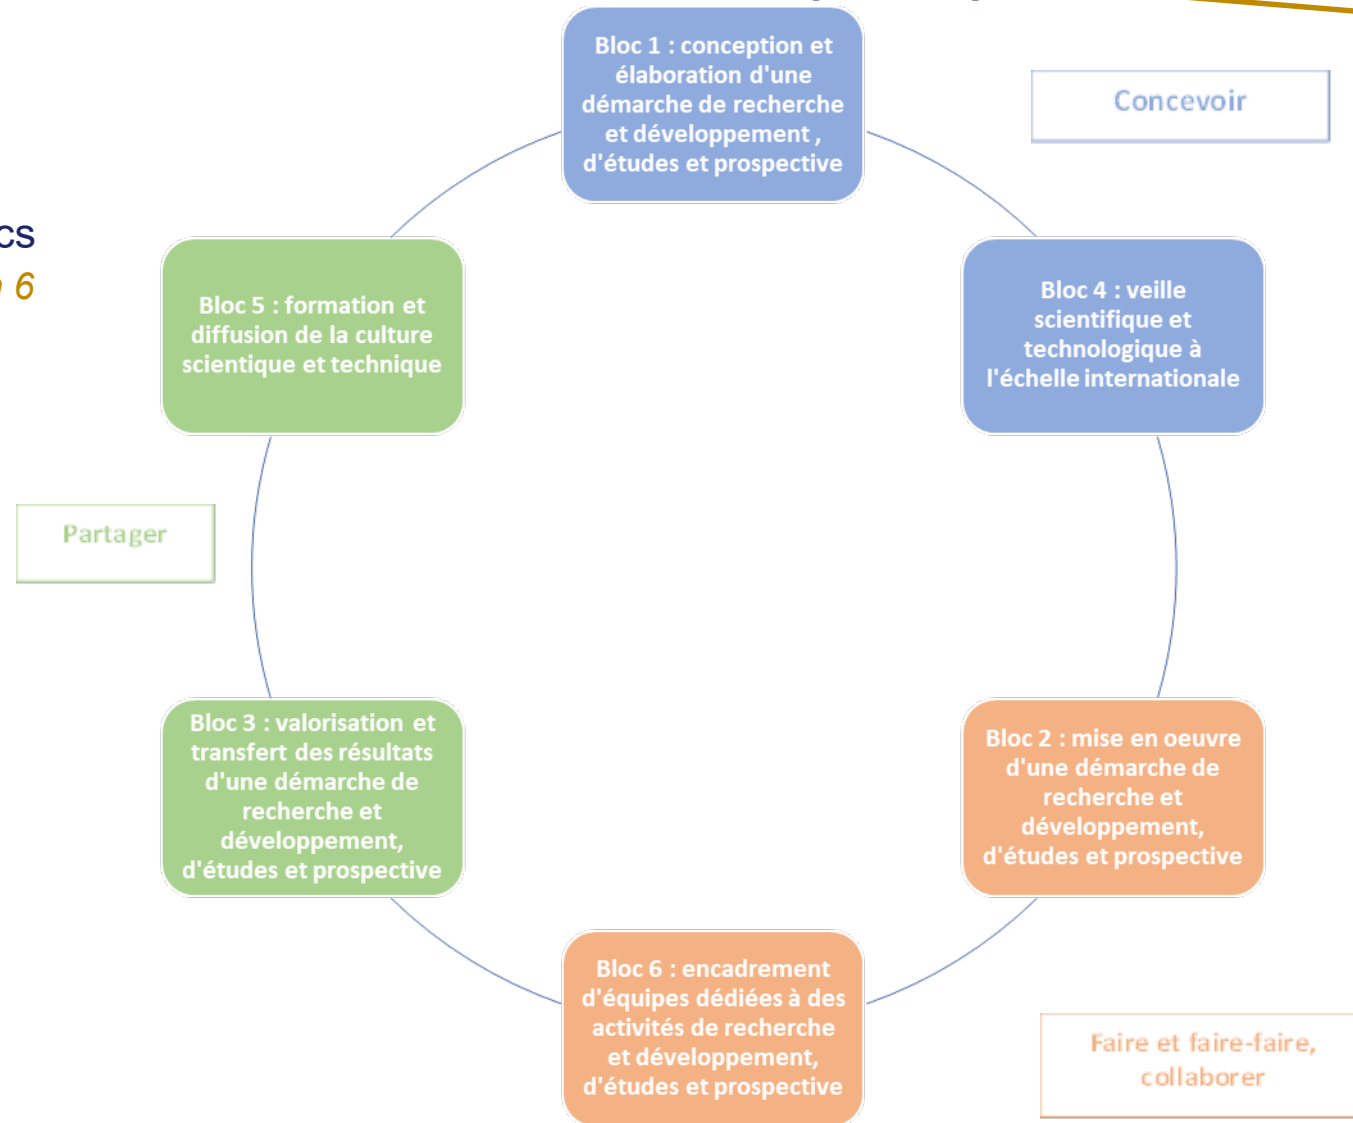 Bloc 1 : conception et
élaboration d'une
démarche de recherche
et développement ,
d'études et prospective
Concevoir
cs
6
Bloc 5 : formation et
diffusion de la culture
scientique et technique
Bloc 4 : veille
scientifique et
technologique à
l'échelle internationale
Partager
Bloc 3 : valorisation et
transfert des résultats
d'une démarche de
recherche et
développement,
d'études et prospective
Bloc 2 : mise en oeuvre
d'une démarche de
recherche et
développement,
d'études et prospective
Bloc 6 : encadrement
d'équipes dédiées à des
activités de recherche
et développement,
d'études et prospective
Faire et faire-faire,
collaborer